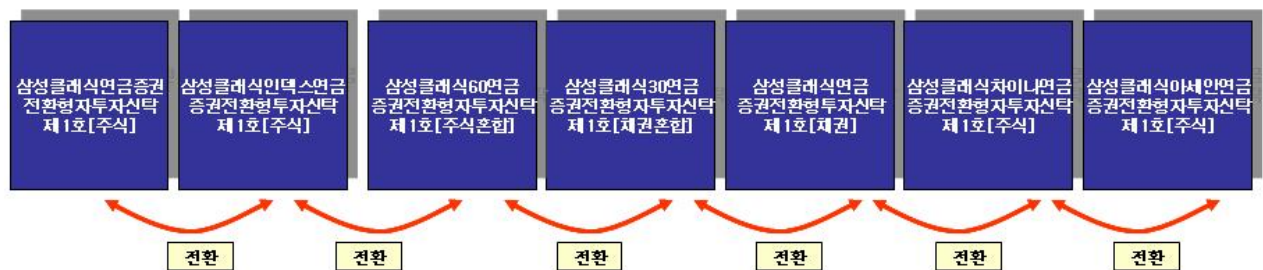 삼성클래식연금증권
전환형자투자신탁
제1호[주식]
삼성클래식인덱스연금
증권전환형투자신탁
제1호[주식]
삼성클래식60연금
증권전환형자투자신탁
제1호[주식혼합]
삼성클래식30연금
증권전환형자투자신탁
제1호[채권혼합]
삼성클래식연금
증권전환형자투자신탁
제1호[채권]
삼성클래식차이나연금
증권전환형자투자신탁
제1호[주식]
삼성클래식아세안연금
증권전환형자투자신탁
제1호[주식]
전환
전환
전환
전환
전환
전환